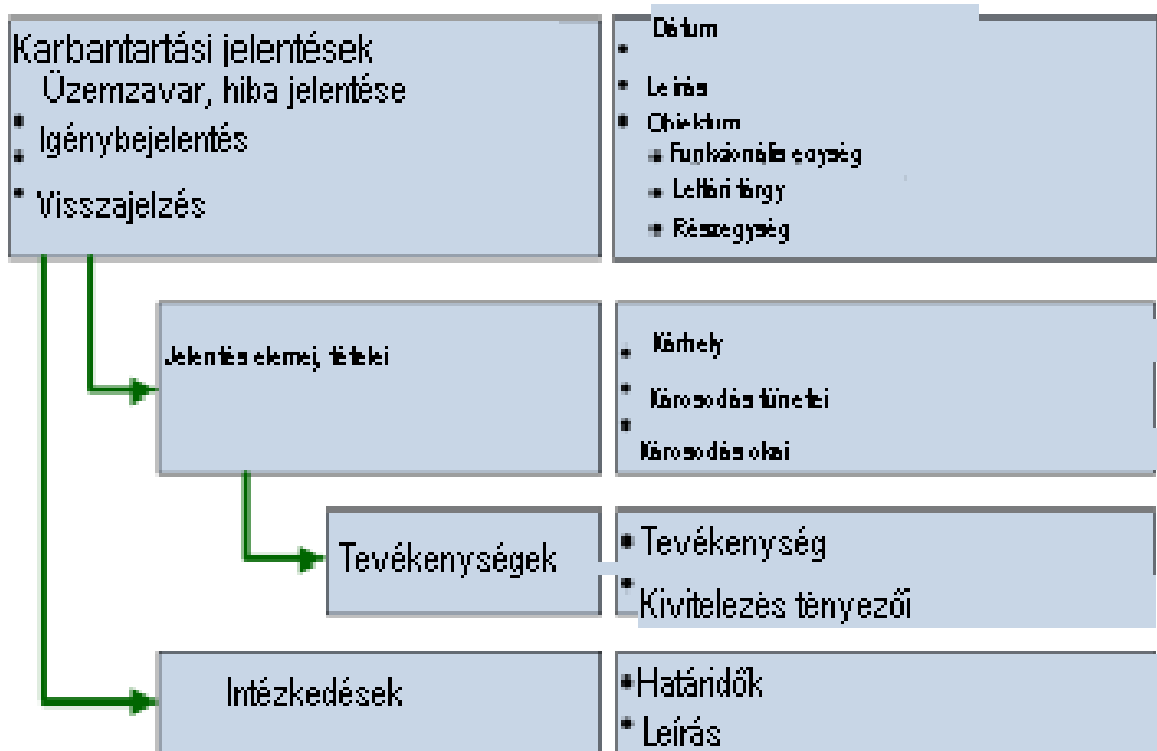 Karbantartási jelentések
Üzemzavar, hiba jelentése
• Igénybejelentés
•
• Visszajelzés
Dátum
•
• Leírás
• Objektum
• Funkcionális egység
• Leltári tárgy
• Részegység
Jelentés elemei, tételei
• Kárhely
• Károsodás tünetei
• Károsodás okai
Tevékenységek
• Tevékenység
• Kivitelezés tényezői
Intézkedések
• Határidők
• Leírás